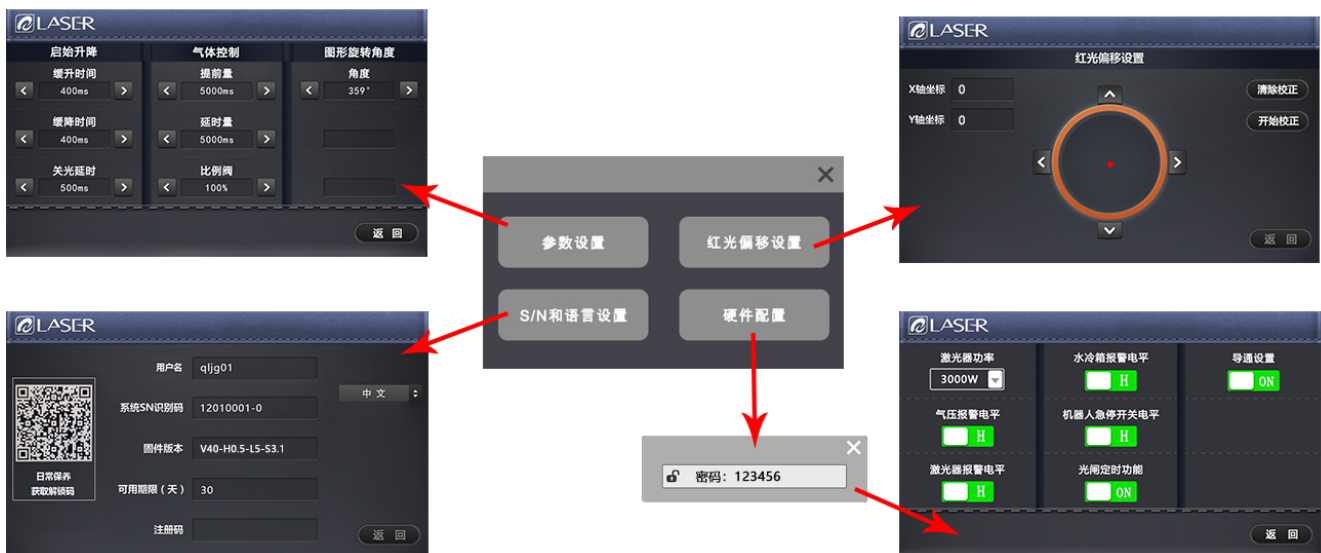 LASER
启始升降
气体控制
图形旋转角度
缓升时间
提前量
角度
400ms
5000ms
359°
缓降时间
延时量
400ms
5000ms
关光延时
比例阀
500ms
100%
返 回
LASER
红光偏移设置
X轴坐标 0
清除校正
Y轴坐标 0
开始校正
返 回
参数设置
红光偏移设置
S/N和语言设置
硬件配置
密码：123456
LASER
用户名 qljg01
中 文
系统SN识别码 12010001-0
固件版本 V40-H0.5-L5-S3.1
日常保养
获取解锁码
可用期限（天） 30
注册码
返 回
LASER
激光器功率
水冷箱报警电平
导通设置
3000W
H
ON
气压报警电平
机器人急停开关电平
H
H
激光器报警电平
光闸定时功能
H
ON
返 回